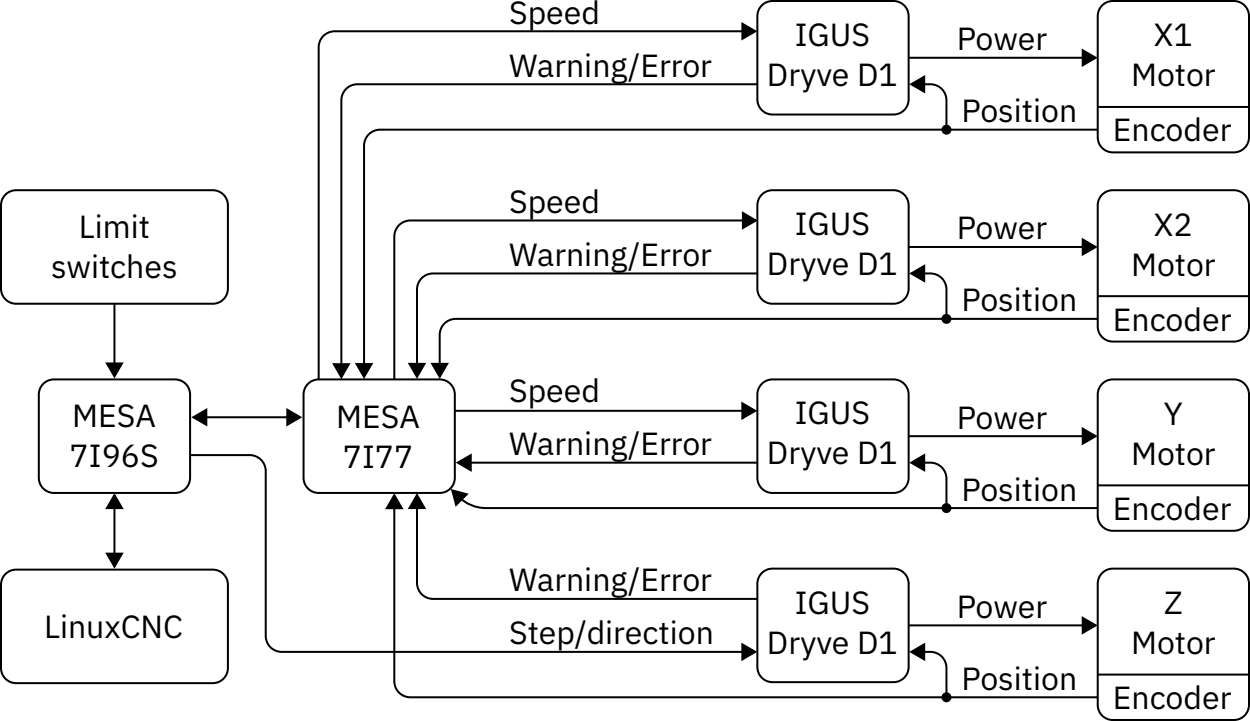 Speed
IGUS
Dryve D1
Power
X1
Motor
Warning/Error
Position
Encoder
Limit
switches
Speed
IGUS
Dryve D1
Power
X2
Motor
Warning/Error
Position
Encoder
MESA
7I96S
MESA
7I77
Speed
IGUS
Dryve D1
Power
Y
Motor
Warning/Error
Position
Encoder
LinuxCNC
Warning/Error
Step/direction
IGUS
Dryve D1
Power
Z
Motor
Position
Encoder